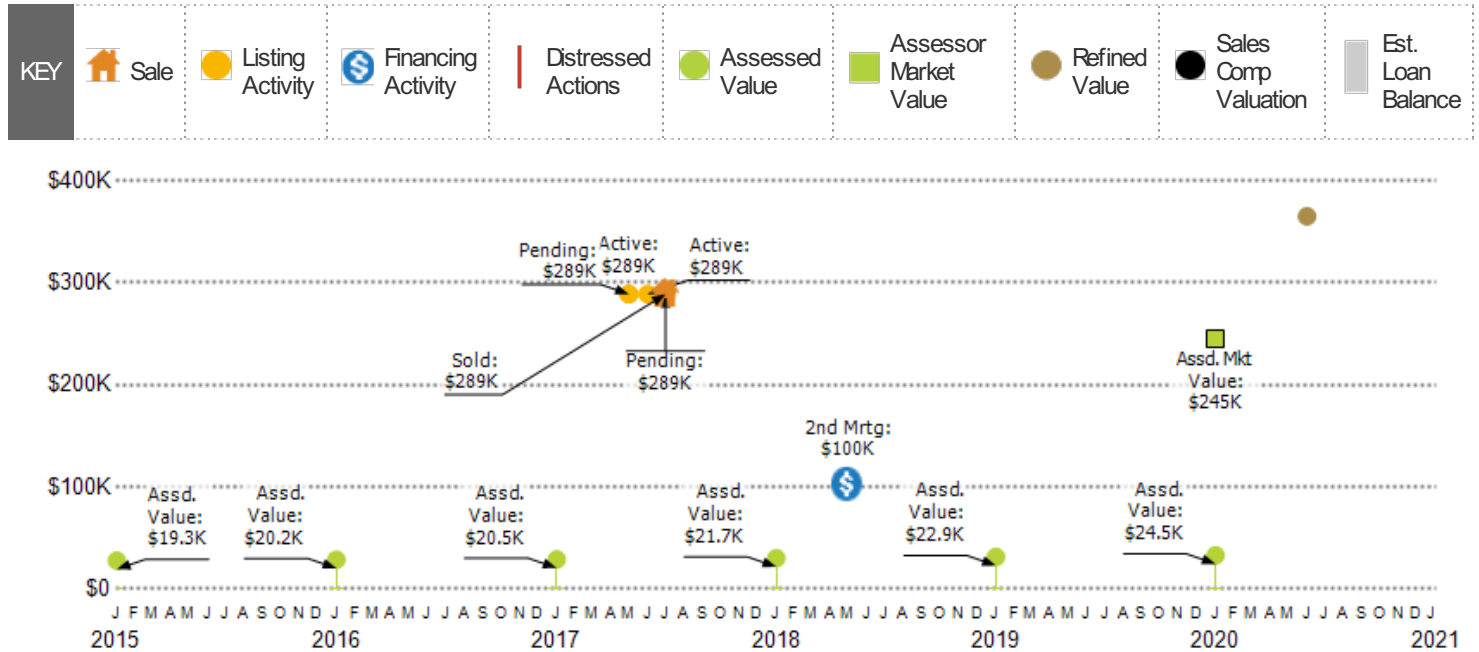 KEY
Sale
Listing
Activity
Financing
Activity
Distressed
Actions
Assessed
Value
Assessor
Market
Value
Refined
Value
Sales
Comp
Valuation
Est.
Loan
Balance
$400K
Pending:
$289K
Active:
$289K
Active:
$289K
$300K
Sold:
$289K
Pending:
$289K
Assd. Mkt
Value:
$245K
$200K
2nd Mrtg:
$100K
$100K
Assd.
Value:
$19.3K
Assd.
Value:
$20.2K
Assd.
Value:
$20.5K
Assd.
Value:
$21.7K
Assd.
Value:
$22.9K
Assd.
Value:
$24.5K
$0
J F M A M J J A S O N D J F M A M J J A S O N D J F M A M J J A S O N D J F M A M J J A S O N D J F M A M J J A S O N D J F M A M J J A S O N D J
2015 2016 2017 2018 2019 2020 2021